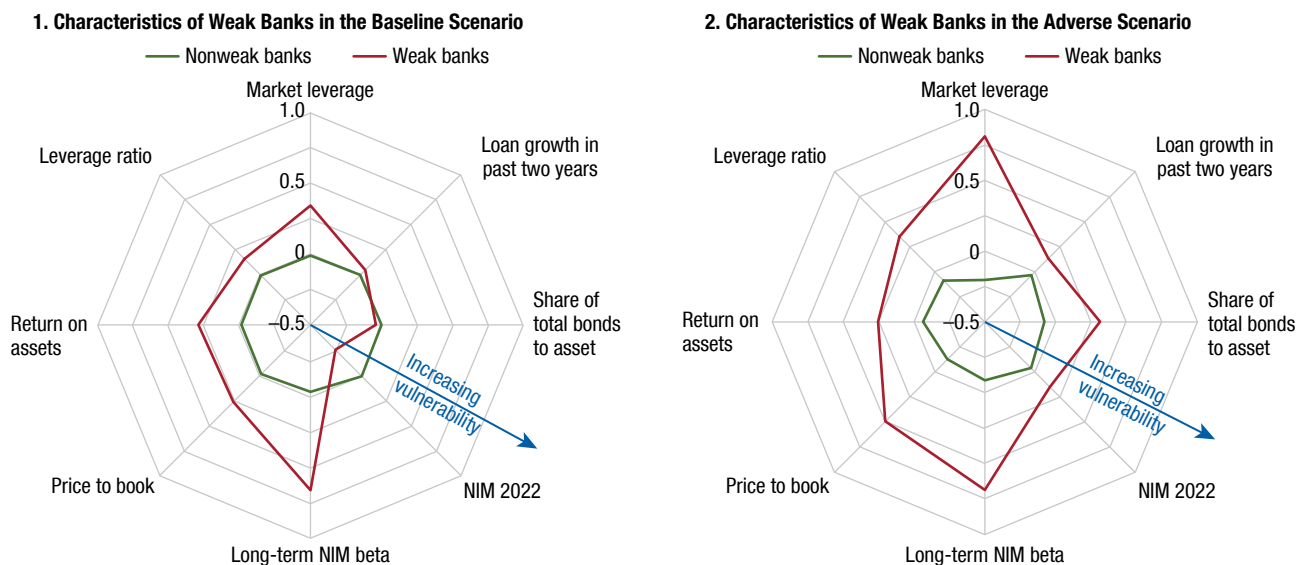 1. Characteristics of Weak Banks in the Baseline Scenario
Nonweak banks
Weak banks
Market leverage
1.0
Loan growth in
past two years
Leverage ratio
0.5
0
Share of
total bonds
to asset
Return on
assets
–0.5
Increasing
vulnerability
Price to book
NIM 2022
Long-term NIM beta
2. Characteristics of Weak Banks in the Adverse Scenario
Nonweak banks
Weak banks
Market leverage
1.0
Loan growth in
past two years
Leverage ratio
0.5
0
Share of
total bonds
to asset
Return on
assets
–0.5
Increasing
vulnerability
Price to book
NIM 2022
Long-term NIM beta